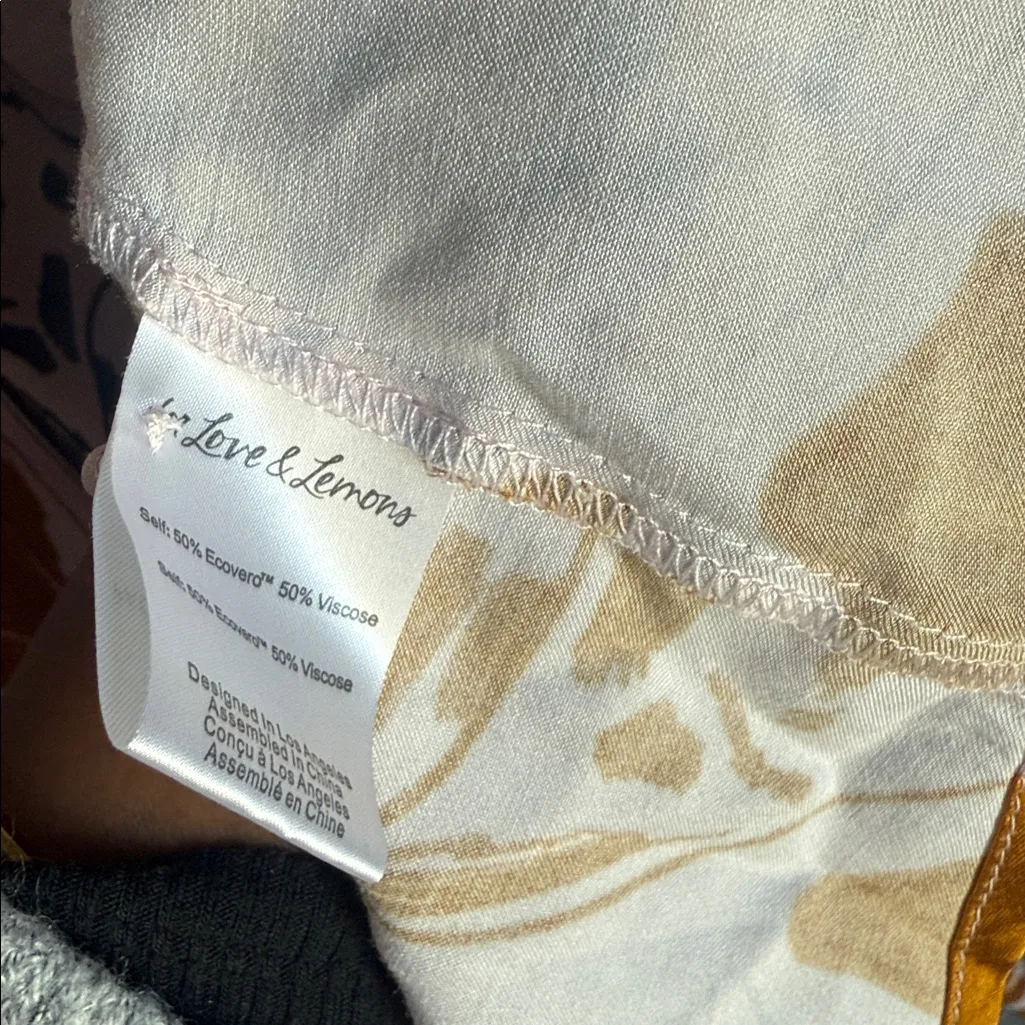 for Love & Lemons
Self: 50% Ecovero™ 50% Viscose
Self: 50% Ecovero™ 50% Viscose
Designed in Los Angeles
Assembled in China
Conçu à Los Angeles
Assemblé en Chine